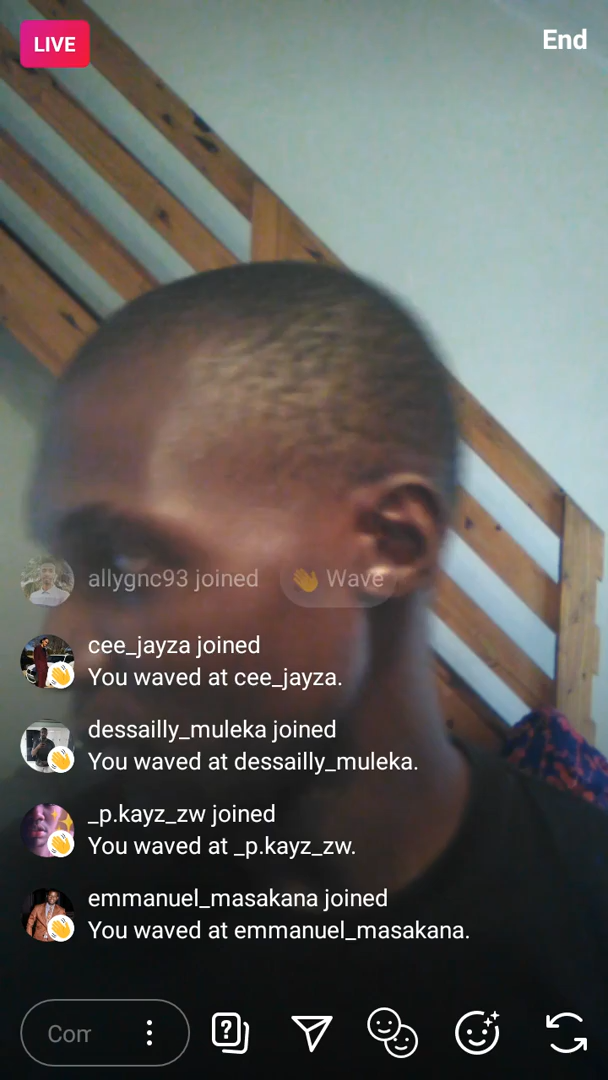 LIVE
End
allygnc93 joined
Wave
cee_jayza joined
You waved at cee_jayza.
dessailly_muleka joined
You waved at dessailly_muleka.
_p.kayz_zw joined
You waved at _p.kayz_zw.
emmanuel_masakana joined
You waved at emmanuel_masakana.
Com